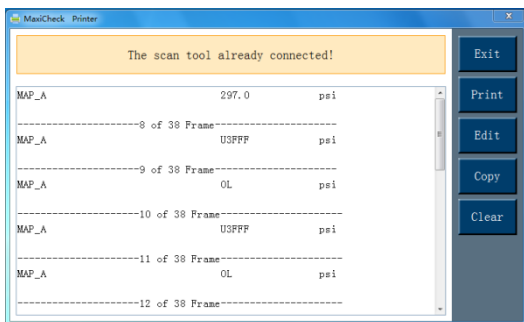 MaxiCheck Printer
x
The scan tool already connected!
MAP_A 297.0 psi
--------------------8 of 38 Frame--------------------
MAP_A U3FFF psi
--------------------9 of 38 Frame--------------------
MAP_A 0L psi
--------------------10 of 38 Frame--------------------
MAP_A U3FFF psi
--------------------11 of 38 Frame--------------------
MAP_A 0L psi
--------------------12 of 38 Frame--------------------
Exit
Print
Edit
Copy
Clear